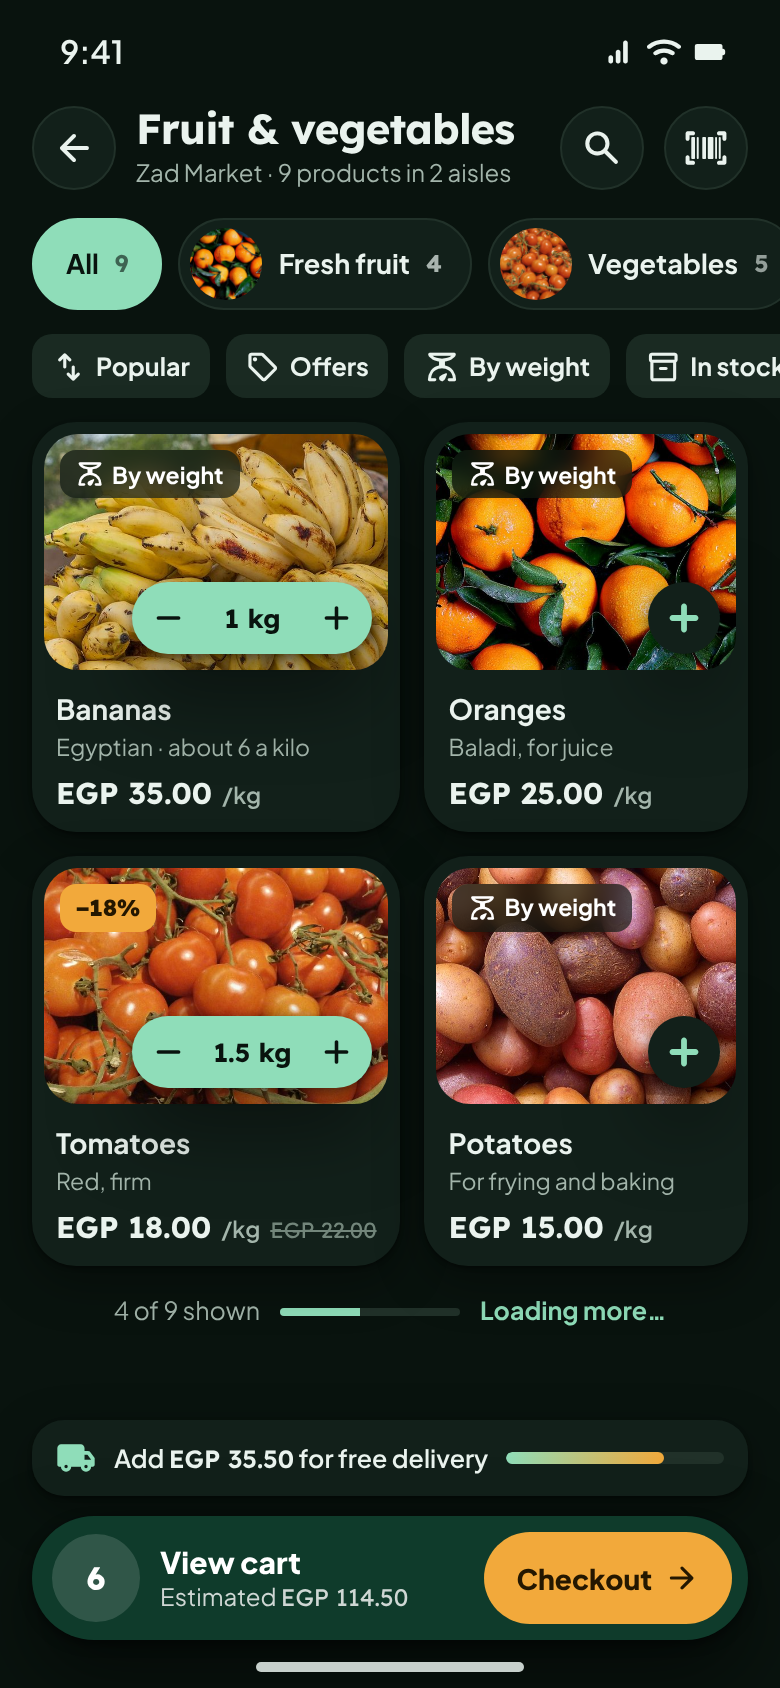 9:41
Fruit & vegetables
Zad Market · 9 products in 2 aisles
All 9
Fresh fruit 4
Vegetables 5
Popular
Offers
By weight
In stock
By weight
1 kg
Bananas
Egyptian · about 6 a kilo
EGP 35.00 /kg
By weight
Oranges
Baladi, for juice
EGP 25.00 /kg
−18%
1.5 kg
Tomatoes
Red, firm
EGP 18.00 /kg EGP 22.00
By weight
Potatoes
For frying and baking
EGP 15.00 /kg
4 of 9 shown
Loading more…
Add EGP 35.50 for free delivery
6
View cart
Estimated EGP 114.50
Checkout